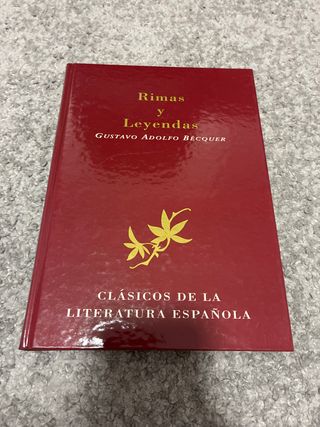 Rimas
y
Leyendas
GUSTAVO ADOLFO BÉCQUER
CLÁSICOS DE LA
LITERATURA ESPAÑOLA